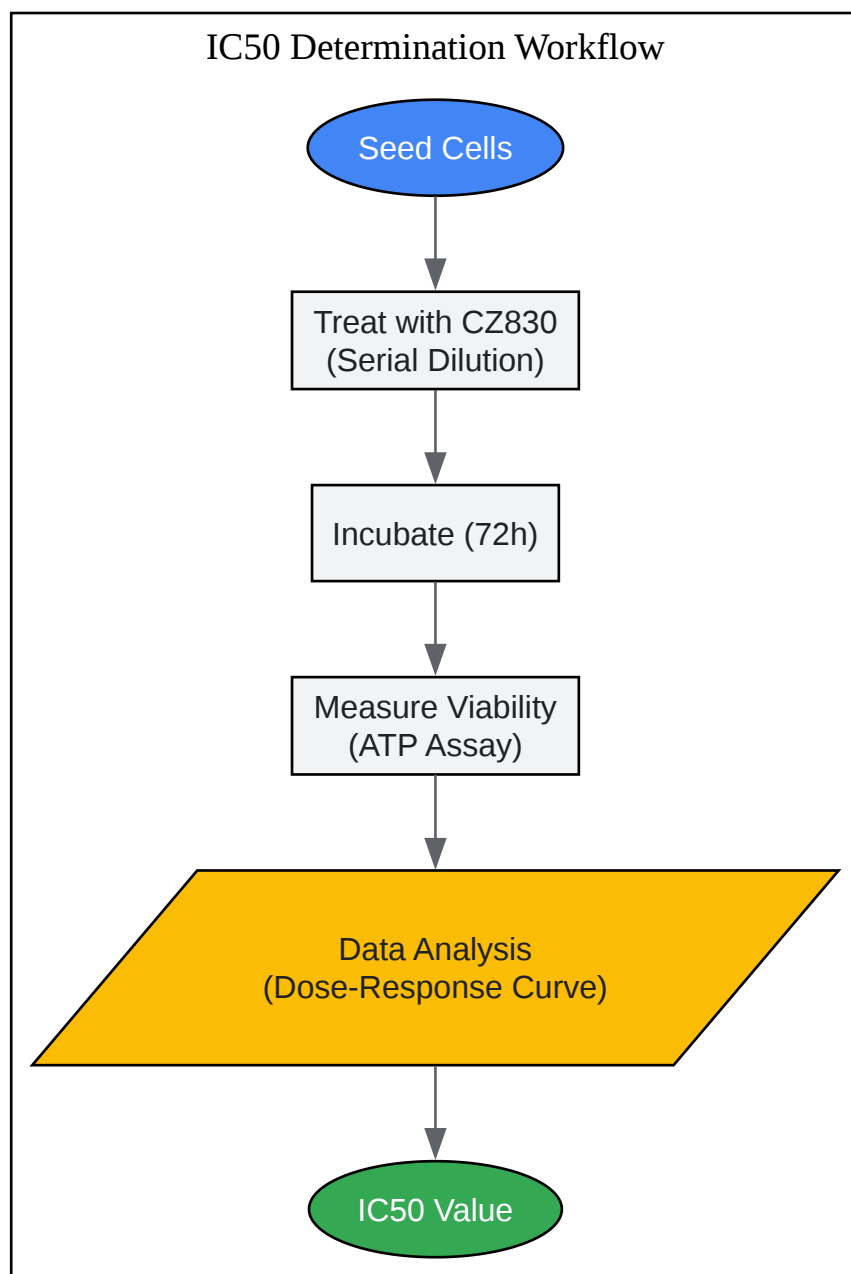 IC50 Determination Workflow
Seed Cells
Treat with CZ830
(Serial Dilution)
Incubate (72h)
Measure Viability
(ATP Assay)
Data Analysis
(Dose-Response Curve)
IC50 Value